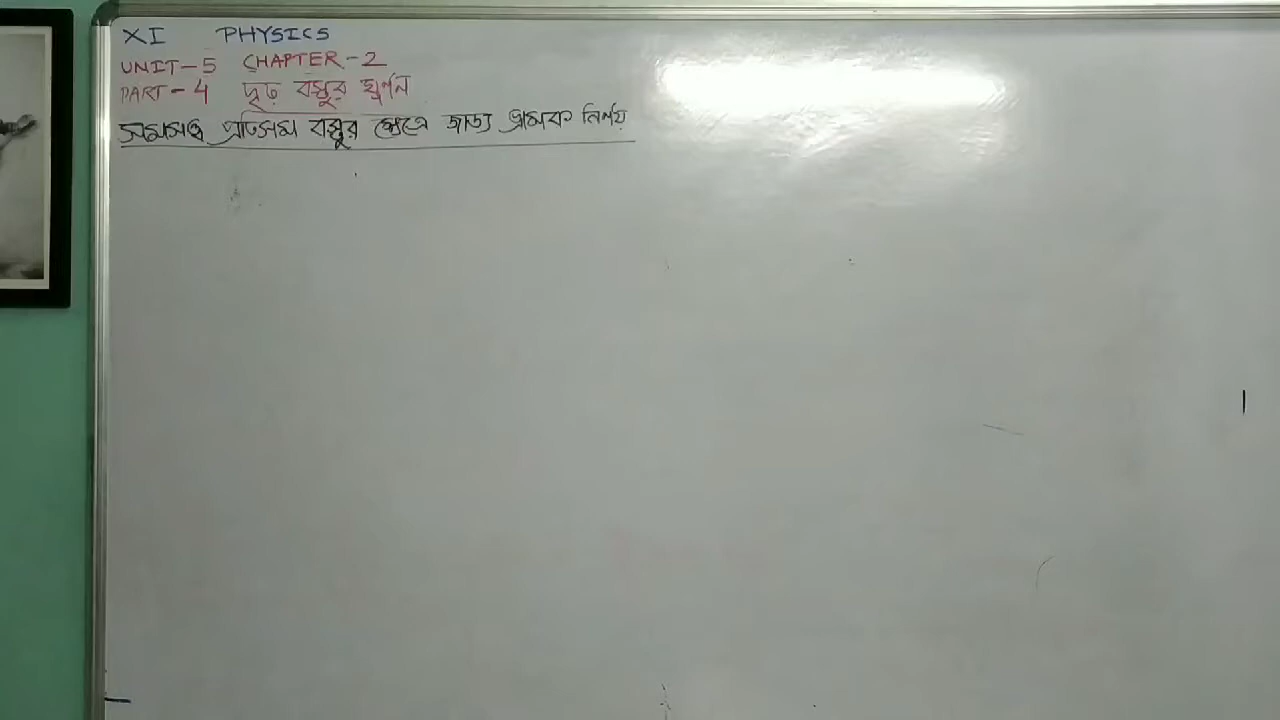 XI PHYSICS
UNIT-5 CHAPTER-2
PART-4 দৃঢ় বস্তুর ঘূর্ণন
সমসত্ত্ব প্রতিসম বস্তুর ক্ষেত্রে জাড্য ভ্রামক নির্ণয়